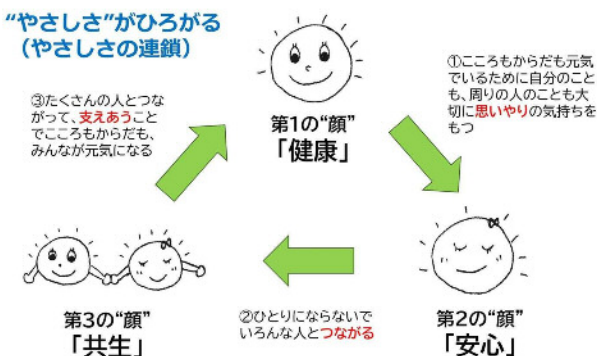 “やさしさ”がひろがる
（やさしさの連鎖）
第1の“顔”
「健康」
①こころもからだも元気
でいるために自分のこと
も、周りの人のことも大
切に思いやりの気持ちを
もつ
第2の“顔”
「安心」
②ひとりにならないで
いろんな人とつながる
第3の“顔”
「共生」
③たくさんの人とつな
がって、支えあうこと
でこころもからだも、
みんなが元気になる